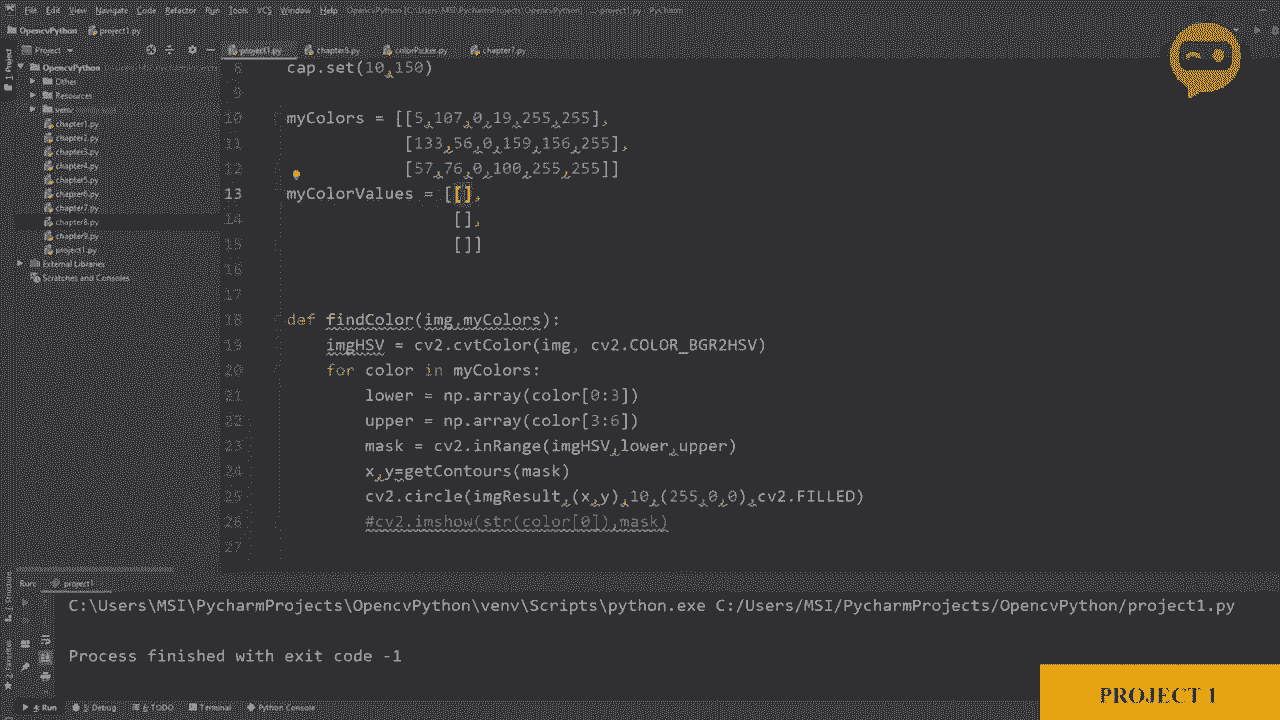 File Edit View Navigate Code Refactor Run Tools VCS Window Help OpencvPython [C:\Users\MSI\PycharmProjects\OpencvPython] - ...\project1.py - PyCharm
OpencvPython project1.py
Project
project1.py chapter8.py colorPicker.py chapter7.py
1: Project
OpencvPython
Other
Resources
venv
chapter1.py
chapter2.py
chapter3.py
chapter4.py
chapter5.py
chapter6.py
chapter7.py
chapter8.py
chapter9.py
project1.py
External Libraries
Scratches and Consoles
8 cap.set(10,150)
9
10 myColors = [[5,107,0,19,255,255],
11 [133,56,0,159,156,255],
12 [57,76,0,100,255,255]]
13 myColorValues = [[],
14 [],
15 []]
16
17
18 def findColor(img,myColors):
19 imgHSV = cv2.cvtColor(img, cv2.COLOR_BGR2HSV)
20 for color in myColors:
21 lower = np.array(color[0:3])
22 upper = np.array(color[3:6])
23 mask = cv2.inRange(imgHSV,lower,upper)
24 x,y=getContours(mask)
25 cv2.circle(imgResult,(x,y),10,(255,0,0),cv2.FILLED)
26 #cv2.imshow(str(color[0]),mask)
27
Run: project1
C:\Users\MSI\PycharmProjects\OpencvPython\venv\Scripts\python.exe C:/Users/MSI/PycharmProjects/OpencvPython/project1.py
Process finished with exit code -1
Structure
2: Favorites
4: Run 5: Debug 6: TODO Terminal Python Console
PROJECT 1